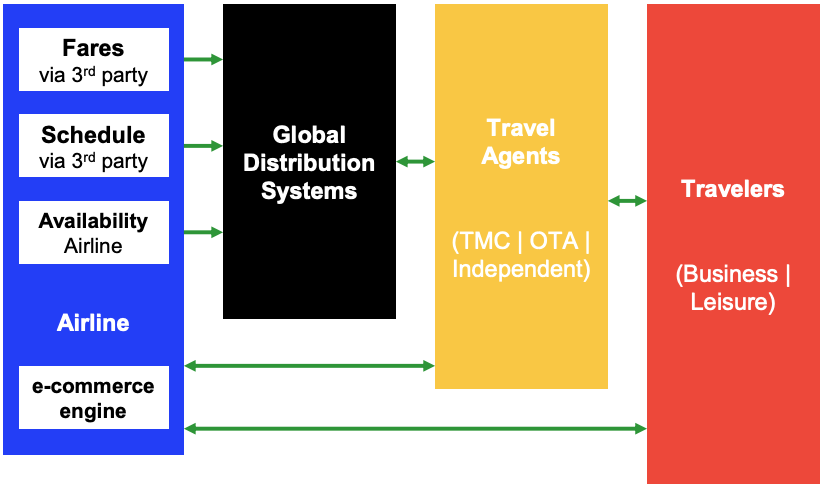 Fares
via 3rd party
Schedule
via 3rd party
Availability
Airline
Airline
e-commerce
engine
Global
Distribution
Systems
Travel
Agents
(TMC | OTA |
Independent)
Travelers
(Business |
Leisure)